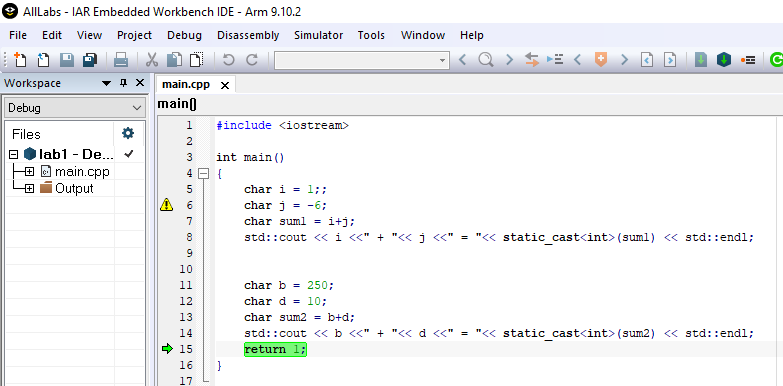 AllLabs - IAR Embedded Workbench IDE - Arm 9.10.2
File Edit View Project Debug Disassembly Simulator Tools Window Help
Workspace
main.cpp
Debug
main()
Files
lab1 - De...
main.cpp
Output
1 #include <iostream>
2
3 int main()
4 {
5 char i = 1;;
6 char j = -6;
7 char sum1 = i+j;
8 std::cout << i <<" + "<< j <<" = "<< static_cast<int>(sum1) << std::endl;
9
10
11 char b = 250;
12 char d = 10;
13 char sum2 = b+d;
14 std::cout << b <<" + "<< d <<" = "<< static_cast<int>(sum2) << std::endl;
15 return 1;
16 }
17